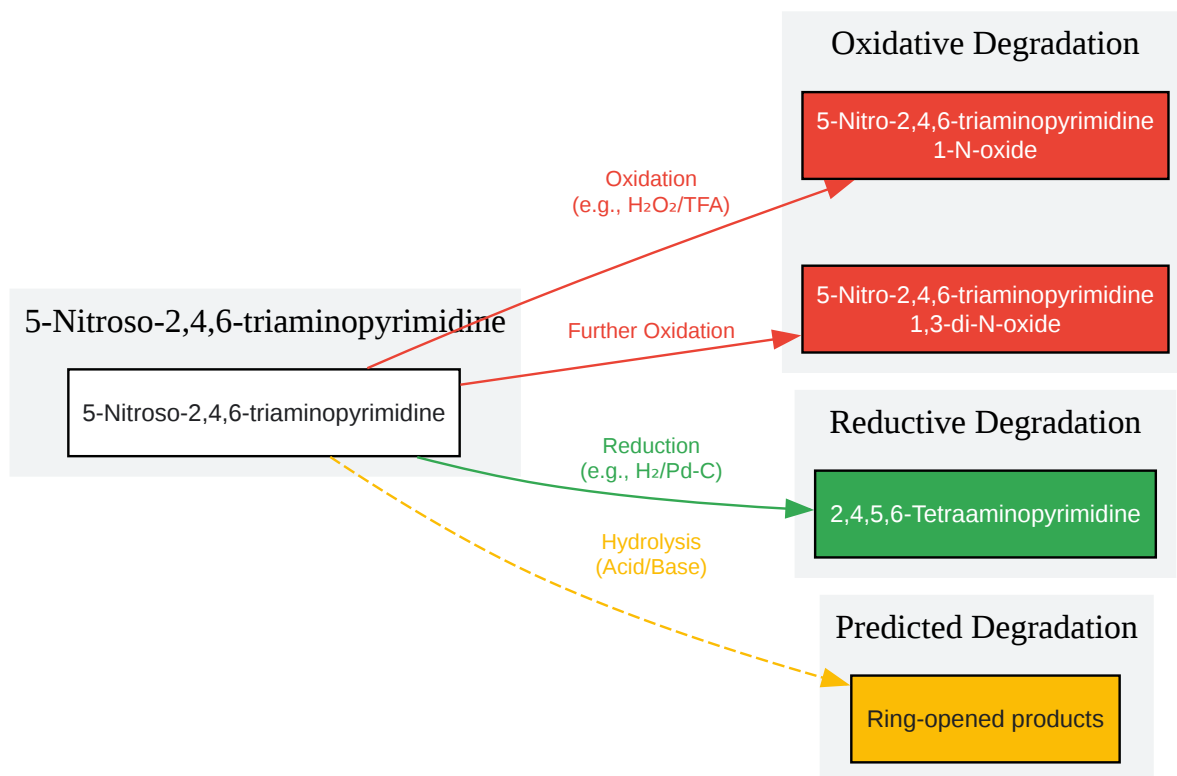 Oxidative Degradation
5-Nitro-2,4,6-triaminopyrimidine
1-N-oxide
Oxidation
(e.g., H₂O₂/TFA)
5-Nitro-2,4,6-triaminopyrimidine
1,3-di-N-oxide
5-Nitroso-2,4,6-triaminopyrimidine
Further Oxidation
5-Nitroso-2,4,6-triaminopyrimidine
Reductive Degradation
Reduction
(e.g., H₂/Pd-C)
2,4,5,6-Tetraaminopyrimidine
Hydrolysis
(Acid/Base)
Predicted Degradation
Ring-opened products